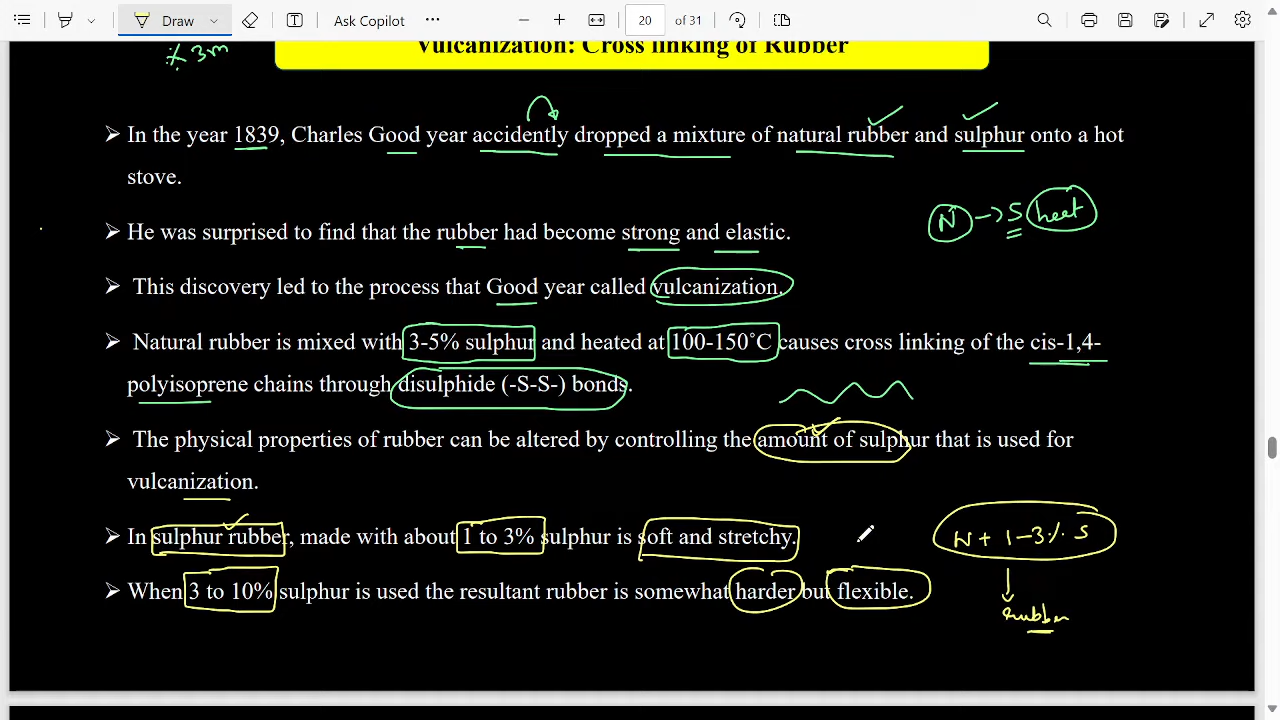 Draw
Ask Copilot
20 of 31
3m
Vulcanization: Cross linking of Rubber
➢ In the year 1839, Charles Good year accidently dropped a mixture of natural rubber and sulphur onto a hot
stove.
N → S heat
➢ He was surprised to find that the rubber had become strong and elastic.
➢ This discovery led to the process that Good year called vulcanization.
➢ Natural rubber is mixed with 3-5% sulphur and heated at 100-150˚C causes cross linking of the cis-1,4-
polyisoprene chains through disulphide (-S-S-) bonds.
➢ The physical properties of rubber can be altered by controlling the amount of sulphur that is used for
vulcanization.
➢ In sulphur rubber, made with about 1 to 3% sulphur is soft and stretchy.
N + 1-3% S
➢ When 3 to 10% sulphur is used the resultant rubber is somewhat harder but flexible.
rubber